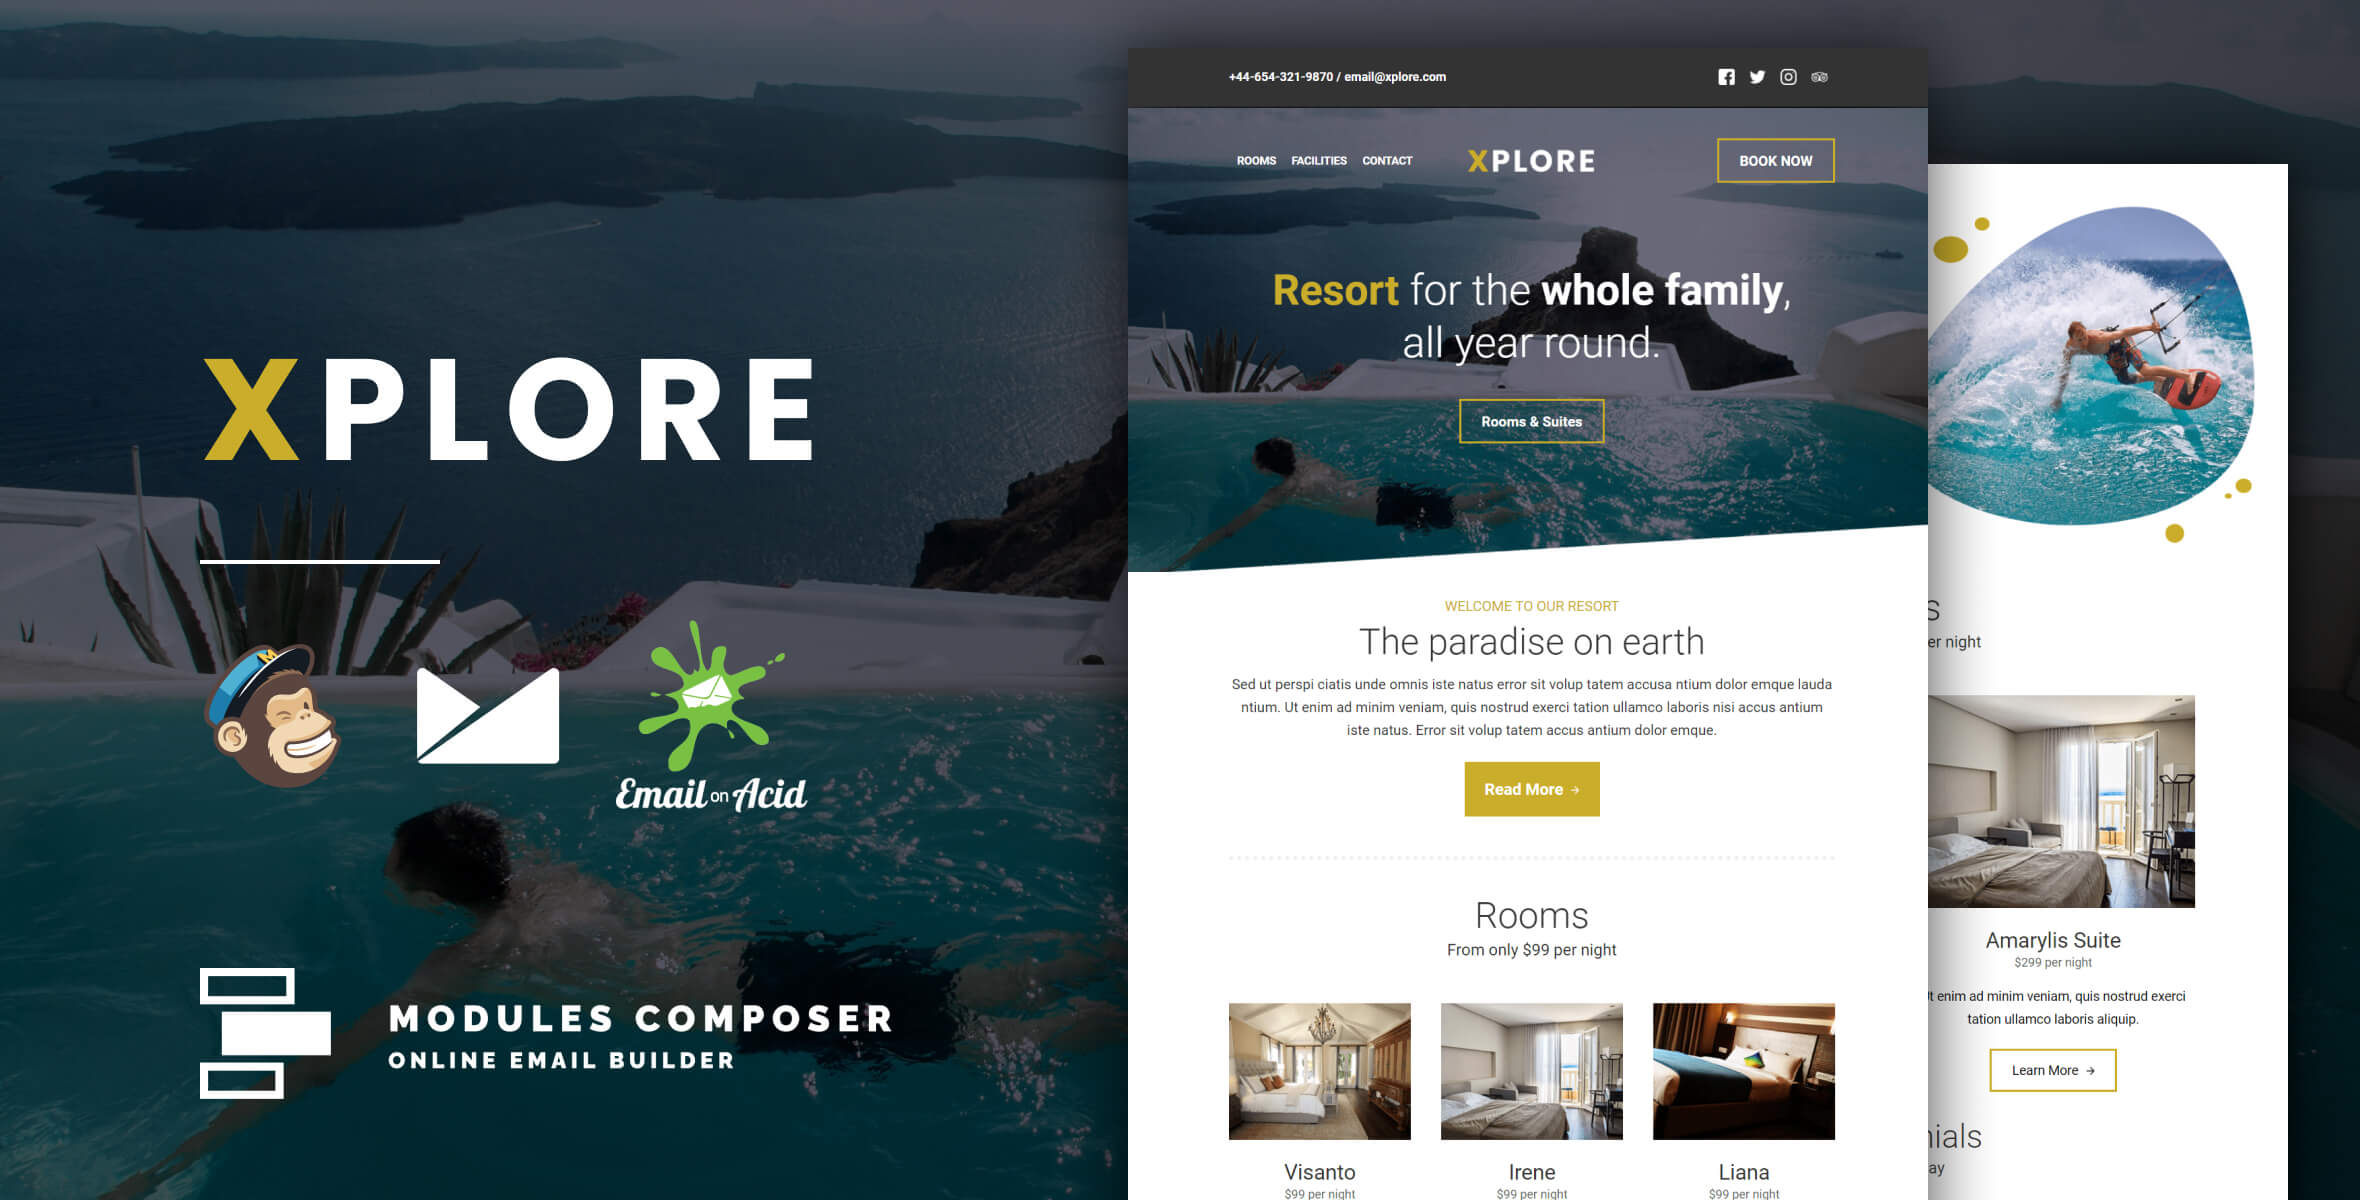 XPLORE
Email on Acid
MODULES COMPOSER
ONLINE EMAIL BUILDER
+44-654-321-9870 / email@xplore.com
ROOMS FACILITIES CONTACT
XPLORE
BOOK NOW
Resort for the whole family,
all year round.
Rooms & Suites
WELCOME TO OUR RESORT
The paradise on earth
Sed ut perspi ciatis unde omnis iste natus error sit volup tatem accusa ntium dolor emque lauda
ntium. Ut enim ad minim veniam, quis nostrud exerci tation ullamco laboris nisi accus antium
iste natus. Error sit volup tatem accus antium dolor emque.
Read More →
Rooms
From only $99 per night
Visanto
$99 per night
Irene
$99 per night
Liana
$99 per night
s
er night
Amarylis Suite
$299 per night
t enim ad minim veniam, quis nostrud exerci
tation ullamco laboris aliquip.
Learn More →
nials
ay